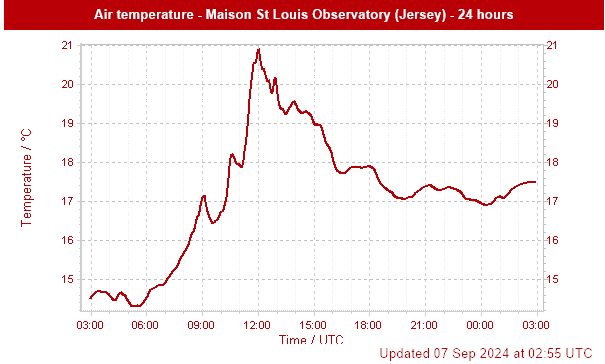 Air temperature - Maison St Louis Observatory (Jersey) - 24 hours
21 21
20 20
19 19
18 18
17 17
16 16
15 15
Temperature / °C
03:00 06:00 09:00 12:00 15:00 18:00 21:00 00:00 03:00
Time / UTC
Updated 07 Sep 2024 at 02:55 UTC